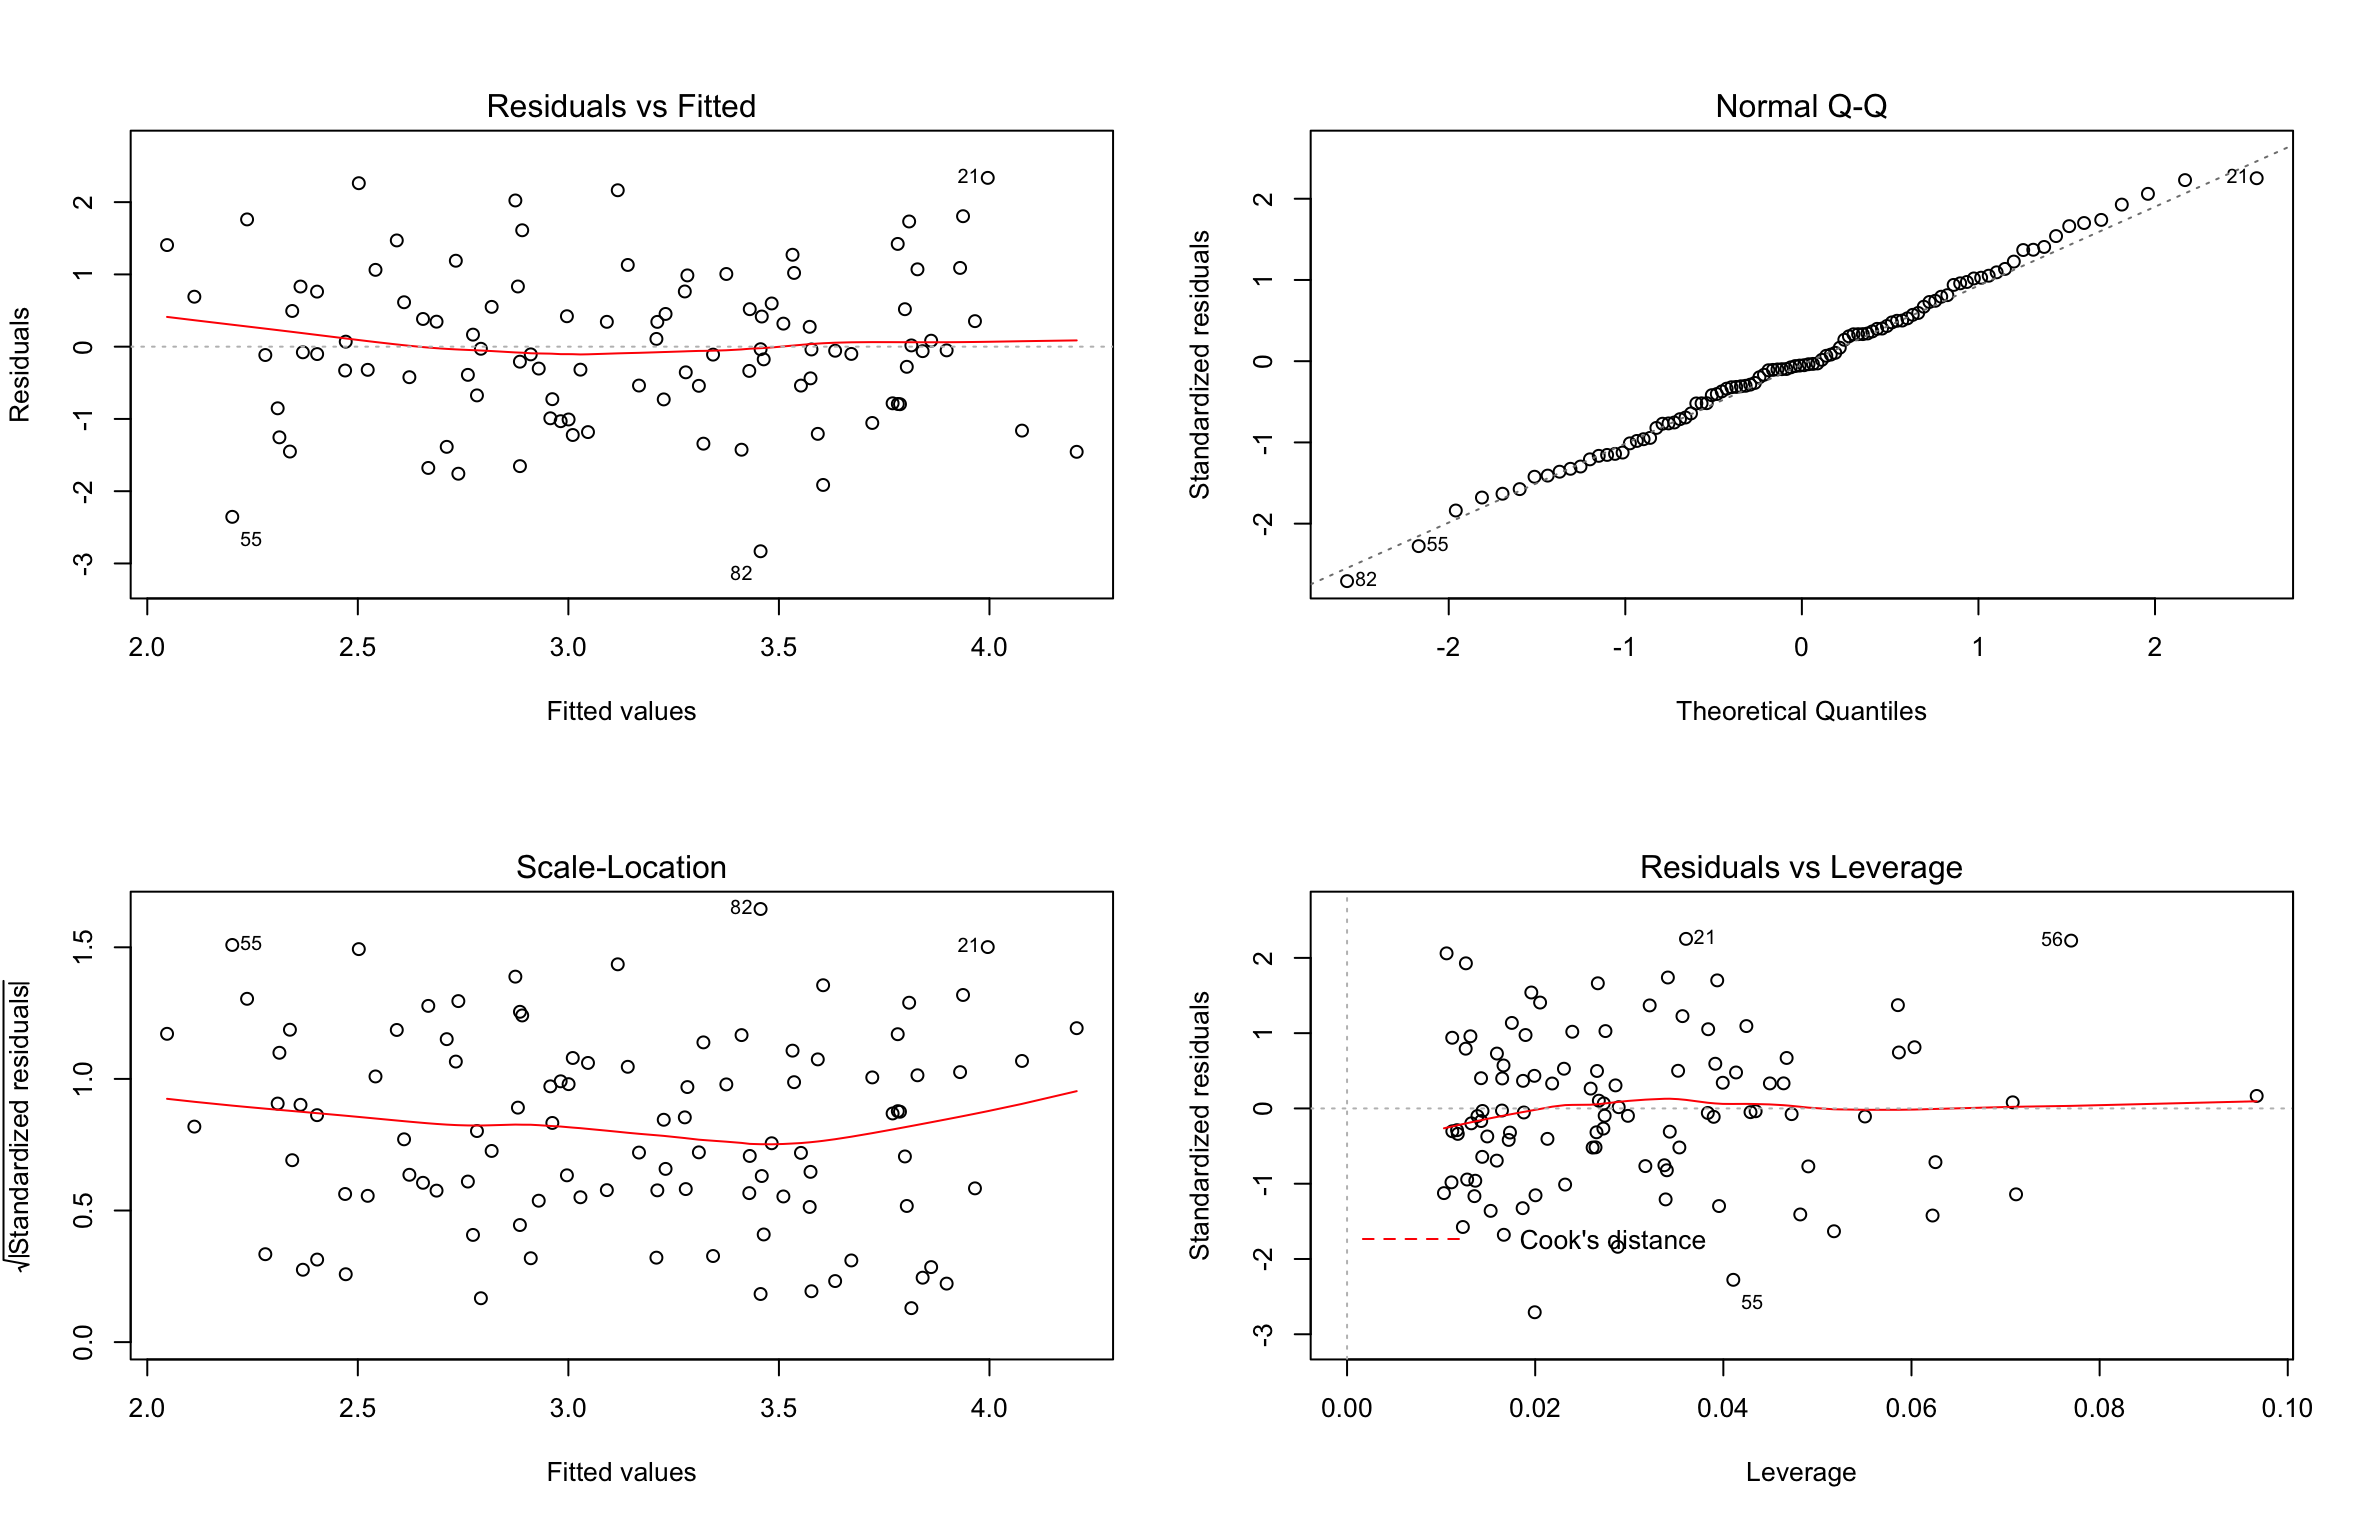 Residuals vs Fitted
Residuals
2
1
0
-1
-2
-3
21
55
82
2.0 2.5 3.0 3.5 4.0
Fitted values
Normal Q-Q
Standardized residuals
2
1
0
-1
-2
21
55
82
-2 -1 0 1 2
Theoretical Quantiles
Scale-Location
√|Standardized residuals|
1.5
1.0
0.5
0.0
82
55
21
2.0 2.5 3.0 3.5 4.0
Fitted values
Residuals vs Leverage
Standardized residuals
2
1
0
-1
-2
-3
21
56
Cook's distance
55
0.00 0.02 0.04 0.06 0.08 0.10
Leverage